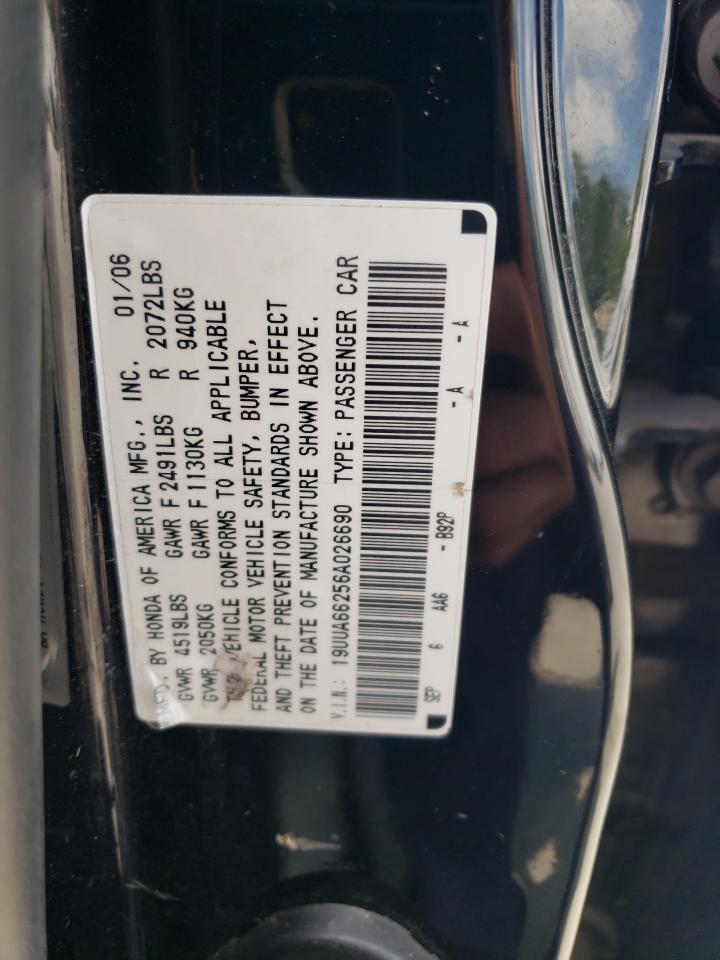 MFD. BY HONDA OF AMERICA MFG., INC. 01/06
GVWR 4519LBS GAWR F 2491LBS R 2072LBS
GVWR 2050KG GAWR F 1130KG R 940KG
VEHICLE CONFORMS TO ALL APPLICABLE
FEDERAL MOTOR VEHICLE SAFETY, BUMPER,
AND THEFT PREVENTION STANDARDS IN EFFECT
ON THE DATE OF MANUFACTURE SHOWN ABOVE.
V.I.N.: 19UUA66256A026690 TYPE: PASSENGER CAR
SEP 6 AA6 - B92P - A - A